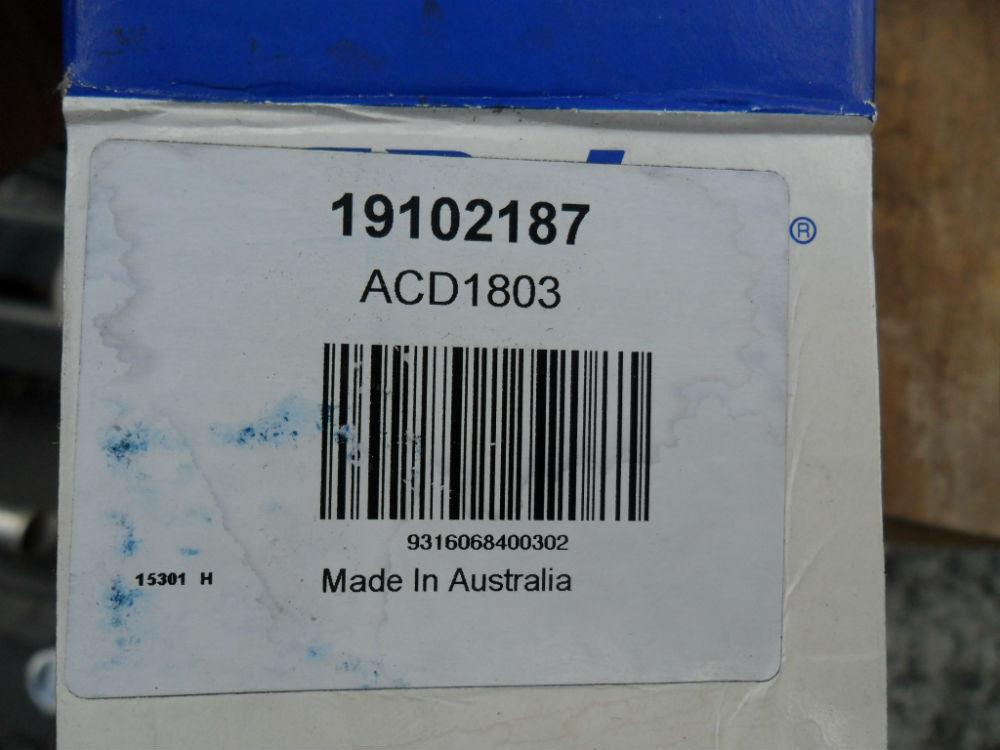 19102187
®
ACD1803
9316068400302
15301 H
Made In Australia